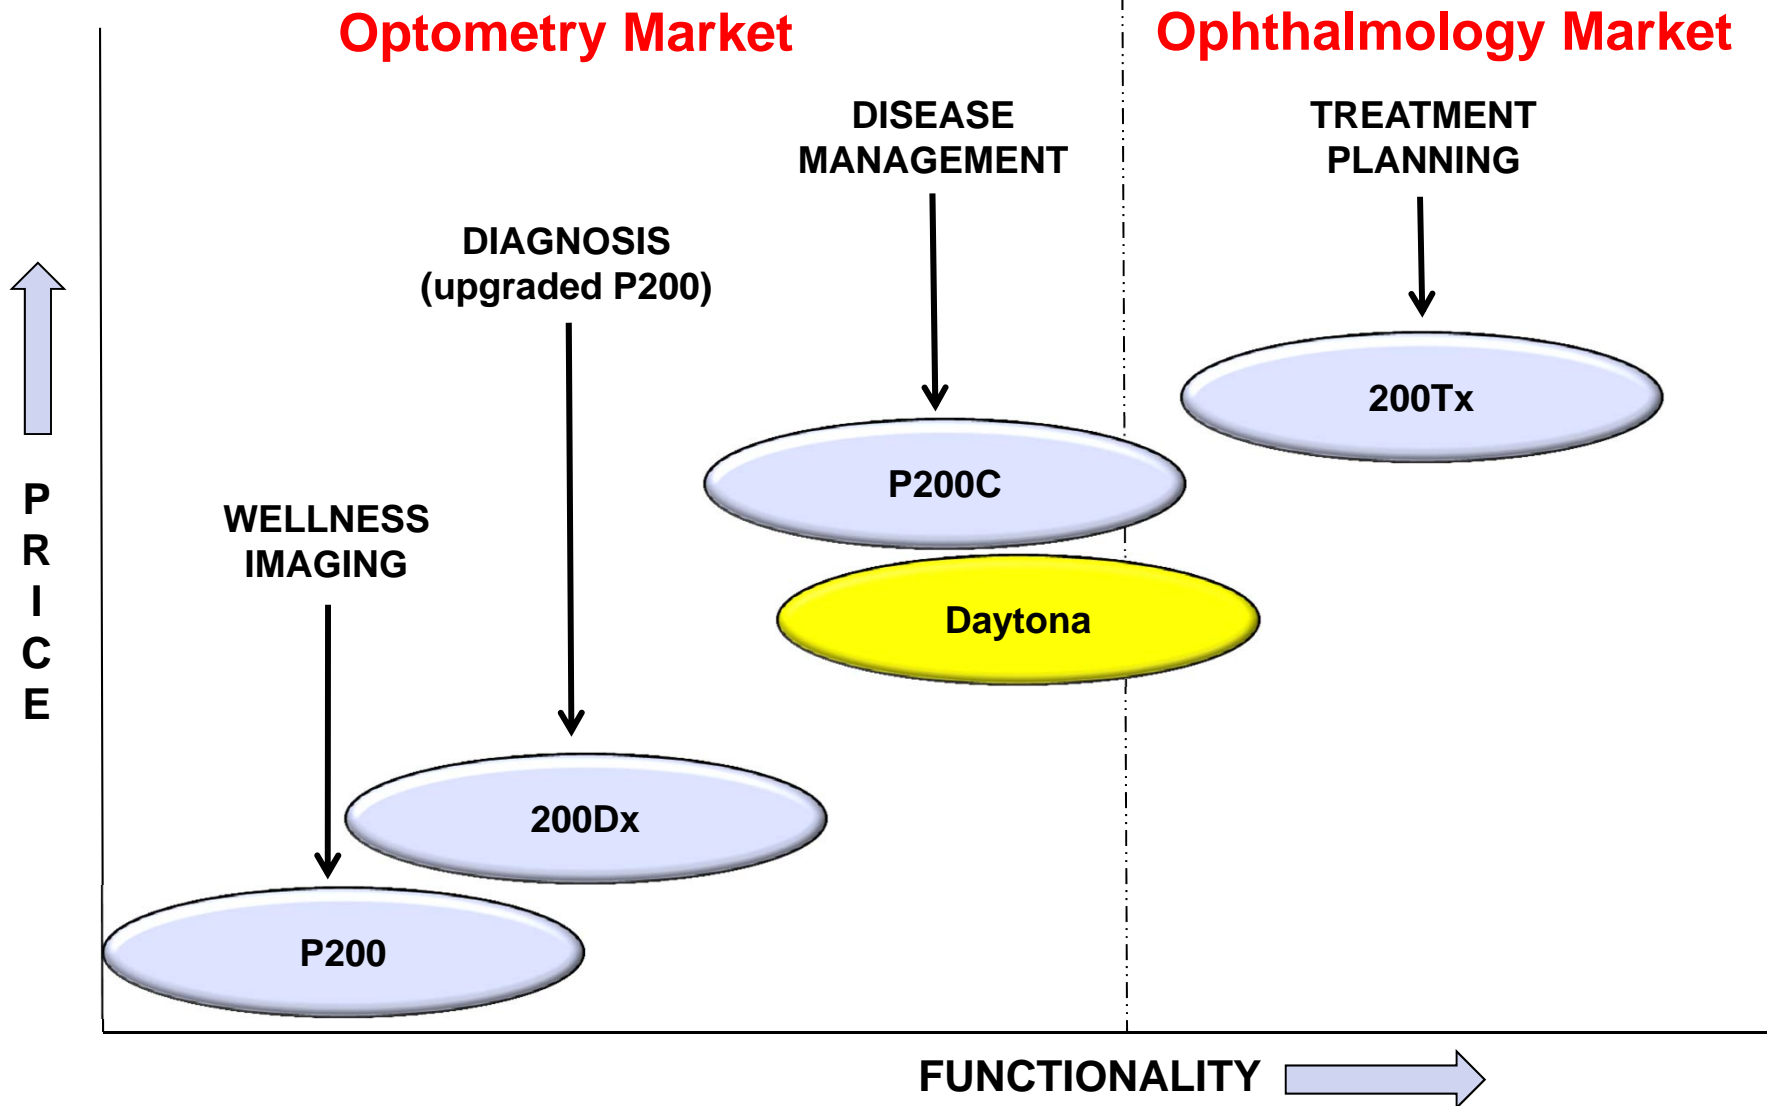 Optometry Market
Ophthalmology Market
DISEASE
MANAGEMENT
TREATMENT
PLANNING
DIAGNOSIS
(upgraded P200)
200Tx
P200C
WELLNESS
IMAGING
PRICE
Daytona
200Dx
P200
FUNCTIONALITY